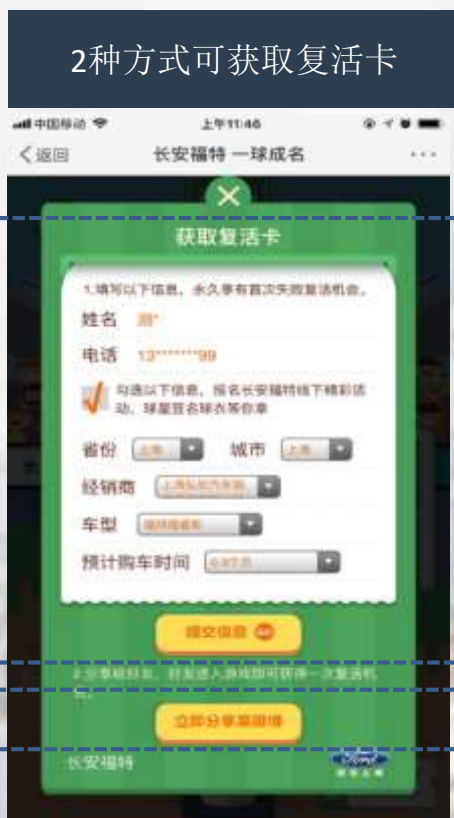 2种方式可获取复活卡
中国移动 上午11:46
返回 长安福特 一球成名
获取复活卡
1.填写以下信息，永久享有首次失败复活机会。
姓名
电话 13*******99
勾选以下信息，报名长安福特线下精彩活
动，球星签名球衣等你拿
省份 上海 城市 上海
经销商
车型
预计购车时间
提交信息
2.分享给好友，好友进入游戏即可获得一次复活机
会。
立即分享至微博
长安福特 Ford